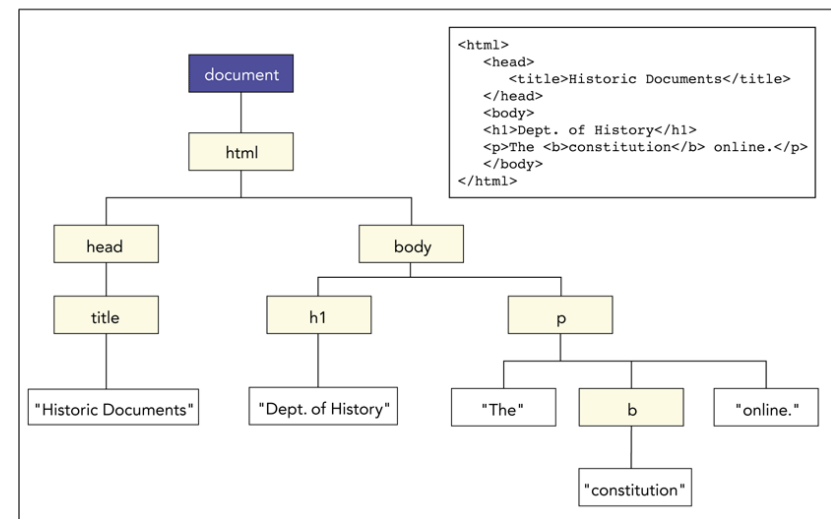 document
<html>
<head>
<title>Historic Documents</title>
</head>
<body>
<h1>Dept. of History</h1>
<p>The <b>constitution</b> online.</p>
</body>
</html>
html
head
body
title
h1
p
"Historic Documents"
"Dept. of History"
"The"
b
"online."
"constitution"